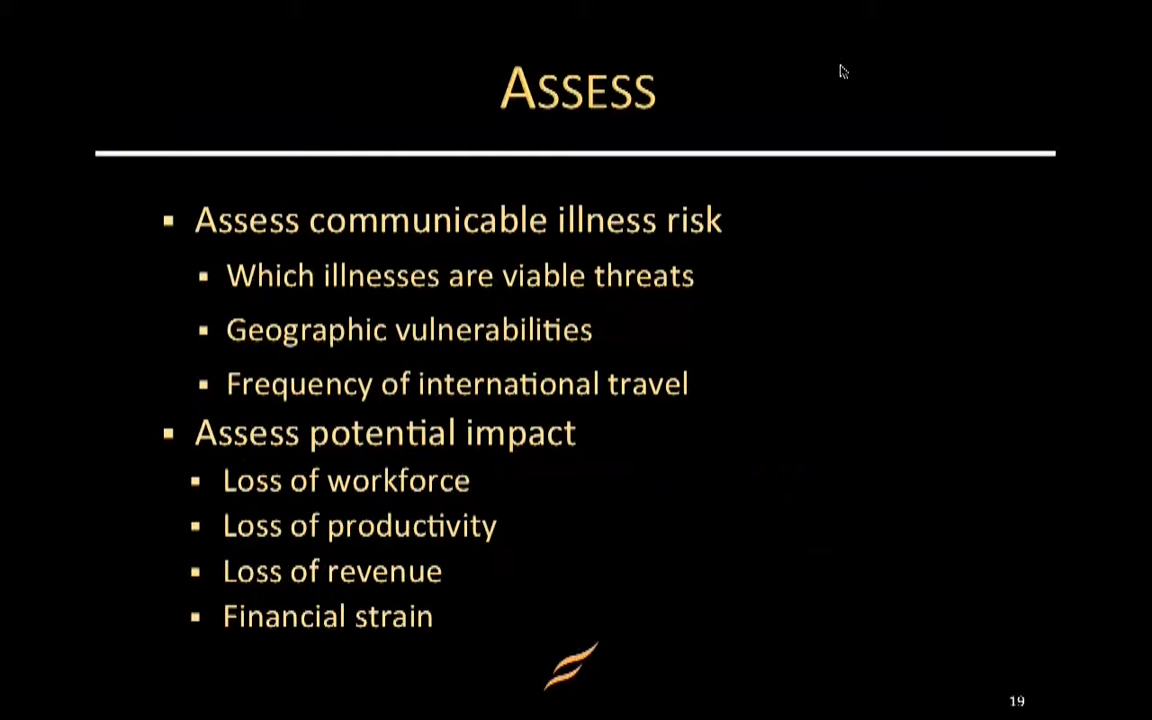 ASSESS
▪ Assess communicable illness risk
▪ Which illnesses are viable threats
▪ Geographic vulnerabilities
▪ Frequency of international travel
▪ Assess potential impact
▪ Loss of workforce
▪ Loss of productivity
▪ Loss of revenue
▪ Financial strain
19